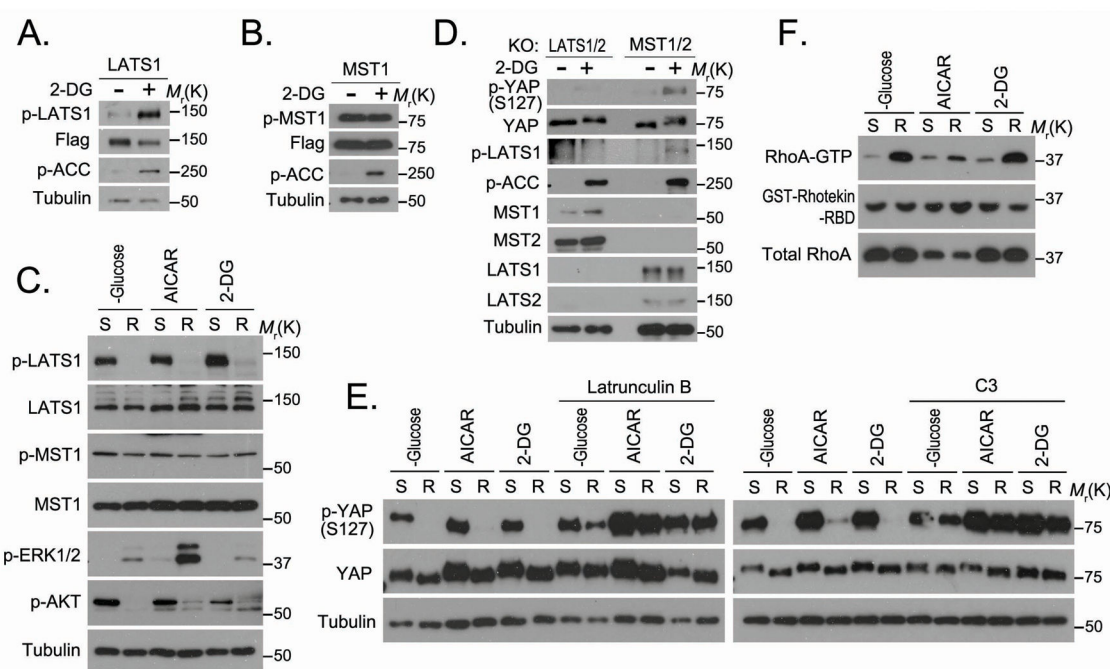 A.
LATS1
2-DG - + Mr(K)
p-LATS1 -150
Flag -150
p-ACC -250
Tubulin -50
B.
MST1
2-DG - + Mr(K)
p-MST1 -75
Flag -75
p-ACC -250
Tubulin -50
C.
-Glucose AICAR 2-DG
S R S R S R Mr(K)
p-LATS1 -150
LATS1 -150
p-MST1 -50
MST1 -50
p-ERK1/2 -37
p-AKT -50
Tubulin -50
D.
KO: LATS1/2 MST1/2
2-DG - + - + Mr(K)
p-YAP
(S127) -75
YAP -75
p-LATS1 -150
p-ACC -250
MST1 -50
MST2 -50
LATS1 -150
LATS2 -150
Tubulin -50
E.
Latrunculin B C3
-Glucose AICAR 2-DG -Glucose AICAR 2-DG -Glucose AICAR 2-DG -Glucose AICAR 2-DG
S R S R S R S R S R S R S R S R S R S R S R S R Mr(K)
p-YAP
(S127) -75
YAP -75
Tubulin -50
F.
-Glucose AICAR 2-DG
S R S R S R Mr(K)
RhoA-GTP -37
GST-Rhotekin
-RBD -37
Total RhoA -37